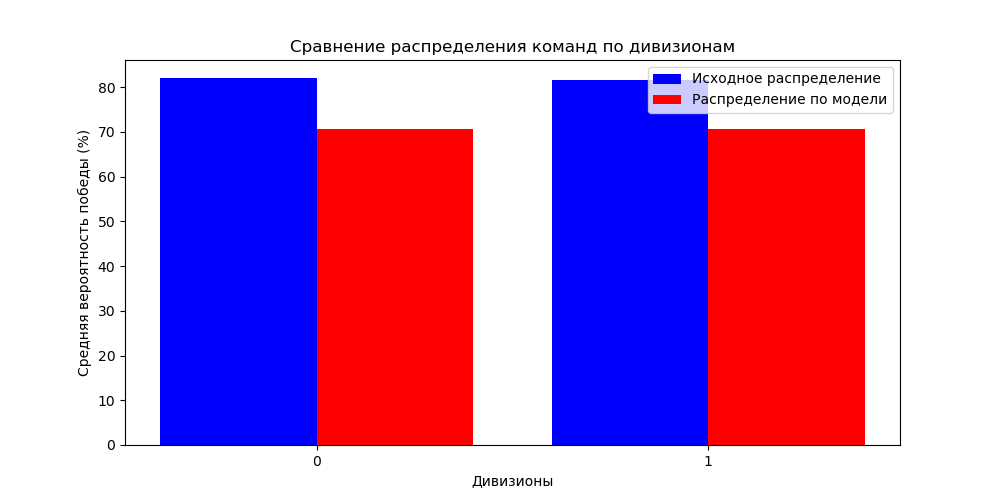 Сравнение распределения команд по дивизионам
Исходное распределение
Распределение по модели
Средняя вероятность победы (%)
80
70
60
50
40
30
20
10
0
0 1
Дивизионы